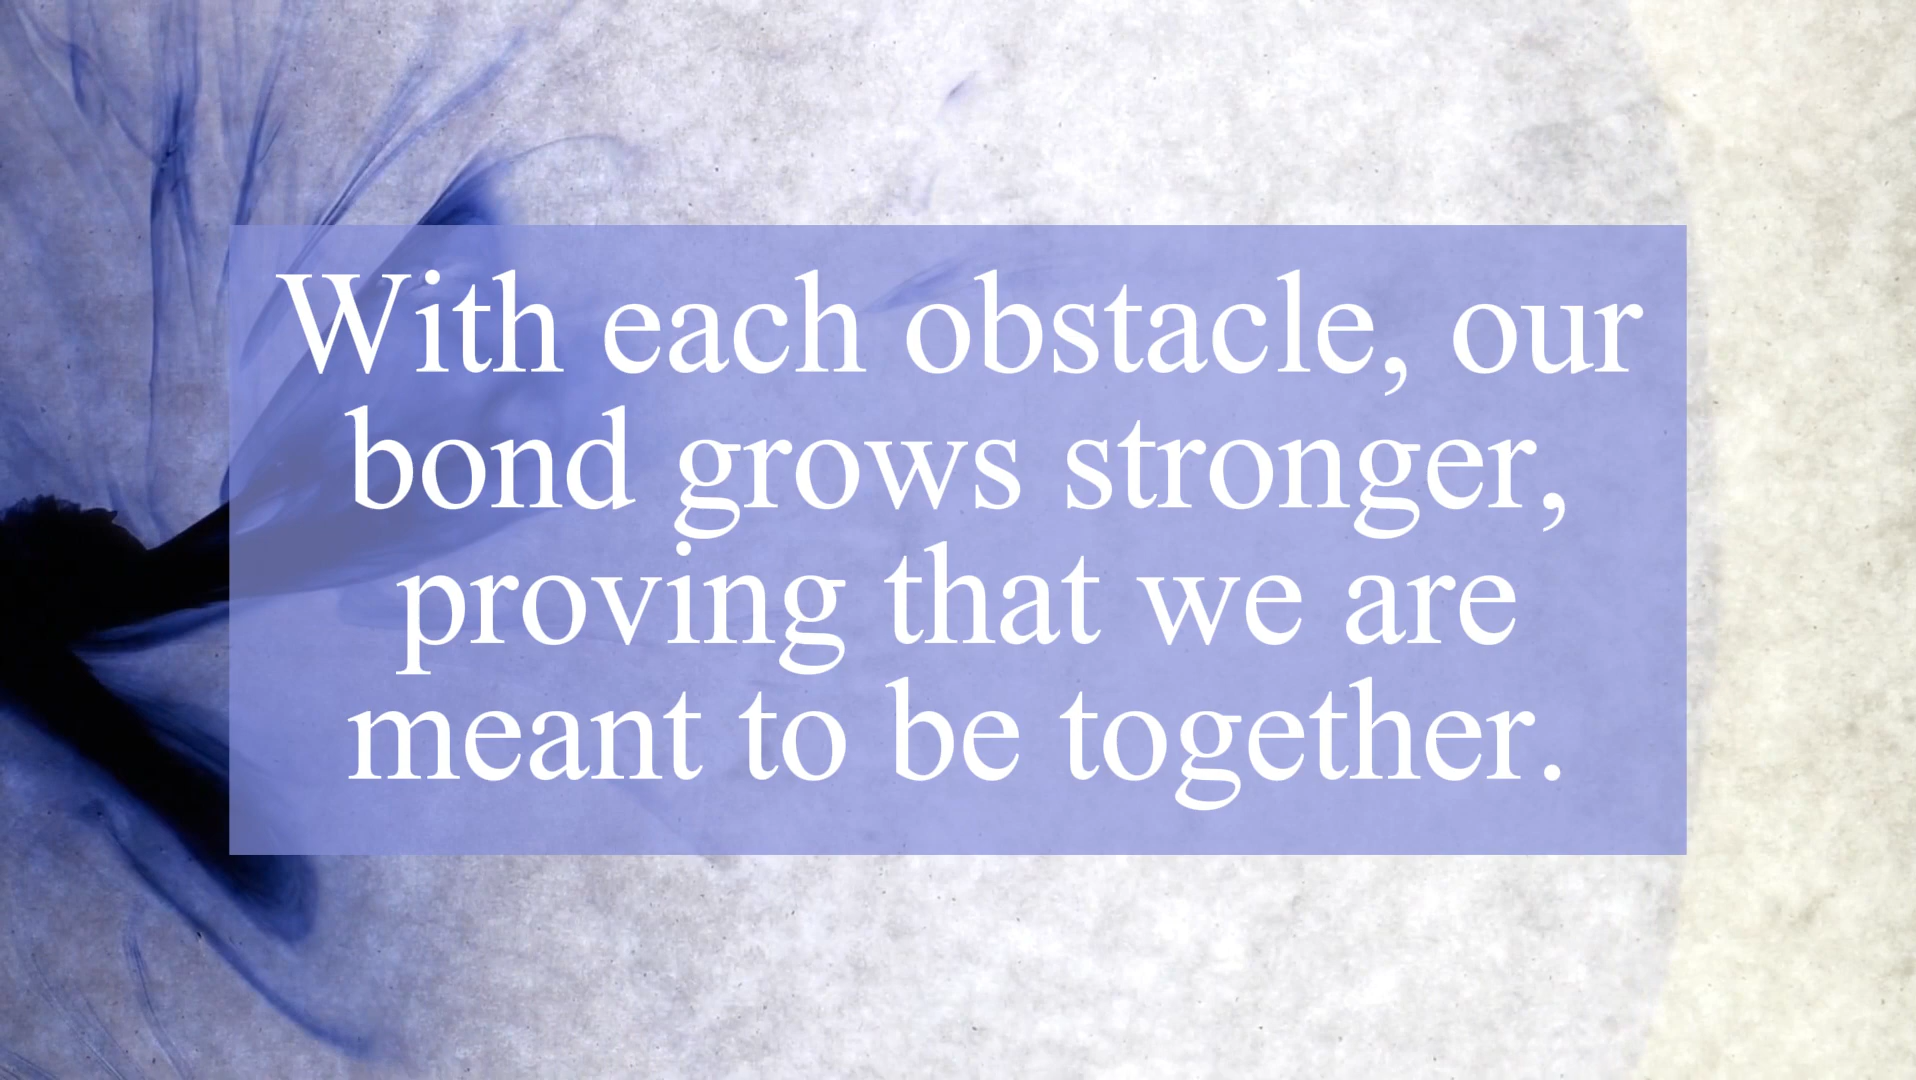 With each obstacle, our
bond grows stronger,
proving that we are
meant to be together.